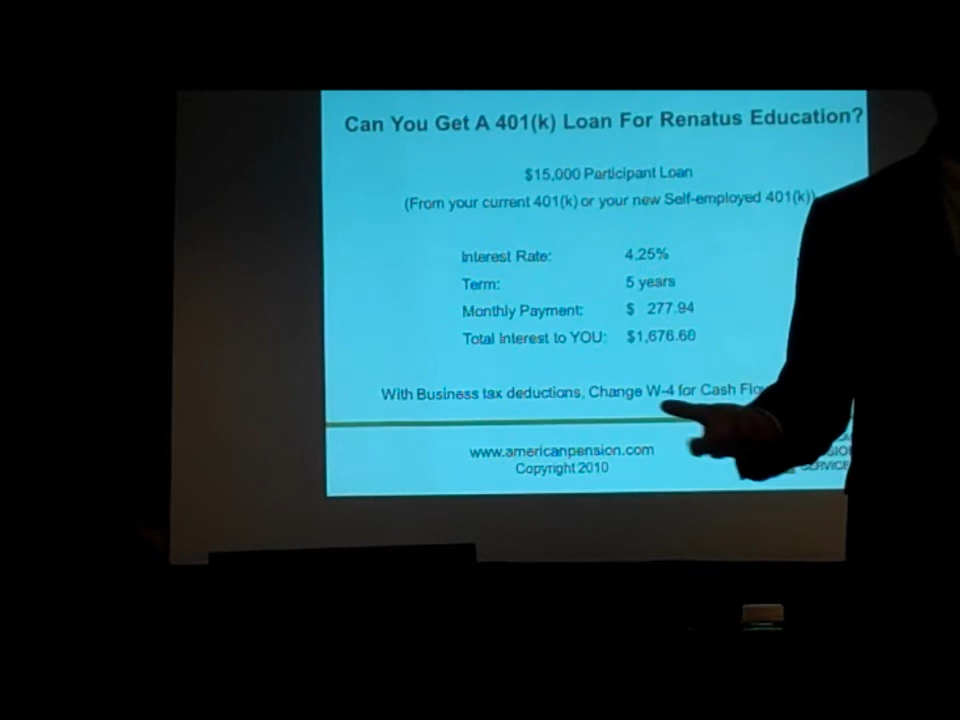 Can You Get A 401(k) Loan For Renatus Education?
$15,000 Participant Loan
(From your current 401(k) or your new Self-employed 401(k))
Interest Rate: 4.25%
Term: 5 years
Monthly Payment: $ 277.94
Total Interest to YOU: $1,676.60
With Business tax deductions, Change W-4 for Cash
www.americanpension.com
Copyright 2010